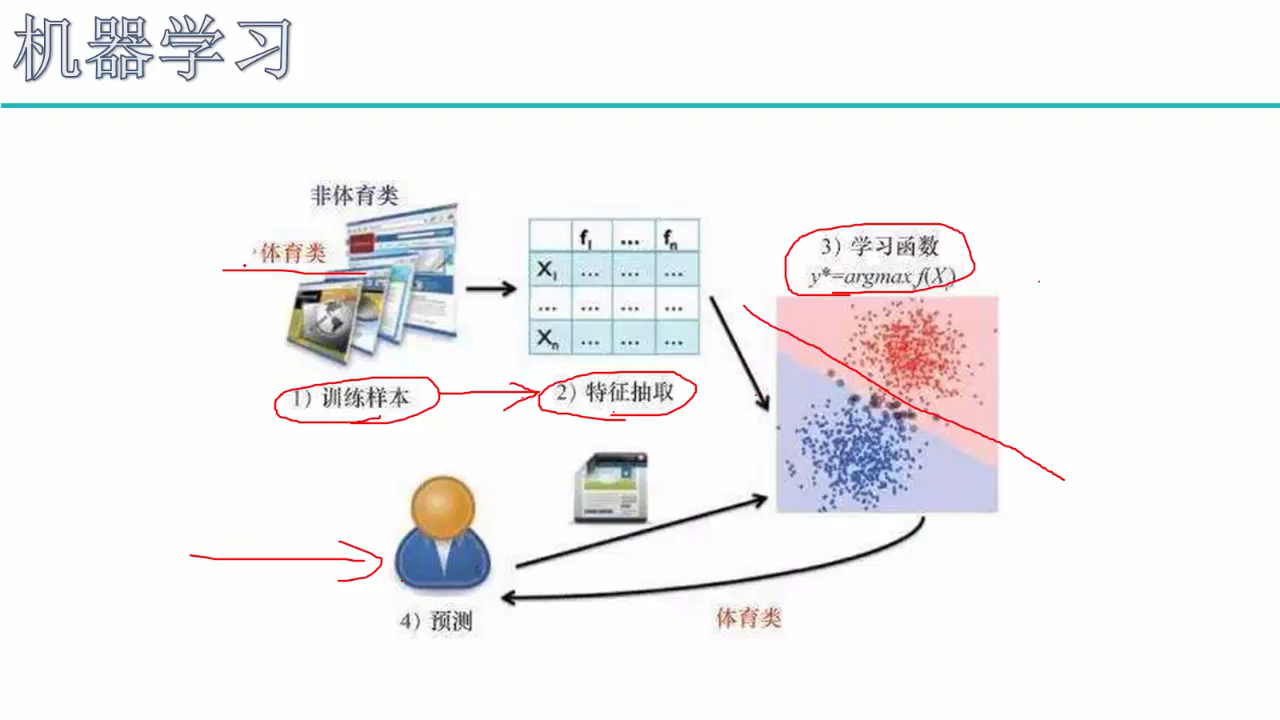 机器学习
非体育类
体育类
f₁ ... fₙ
X₁ ... ... ...
... ... ... ...
Xₙ ... ... ...
1）训练样本
2）特征抽取
3）学习函数
y*=argmax f(X)
4）预测
体育类